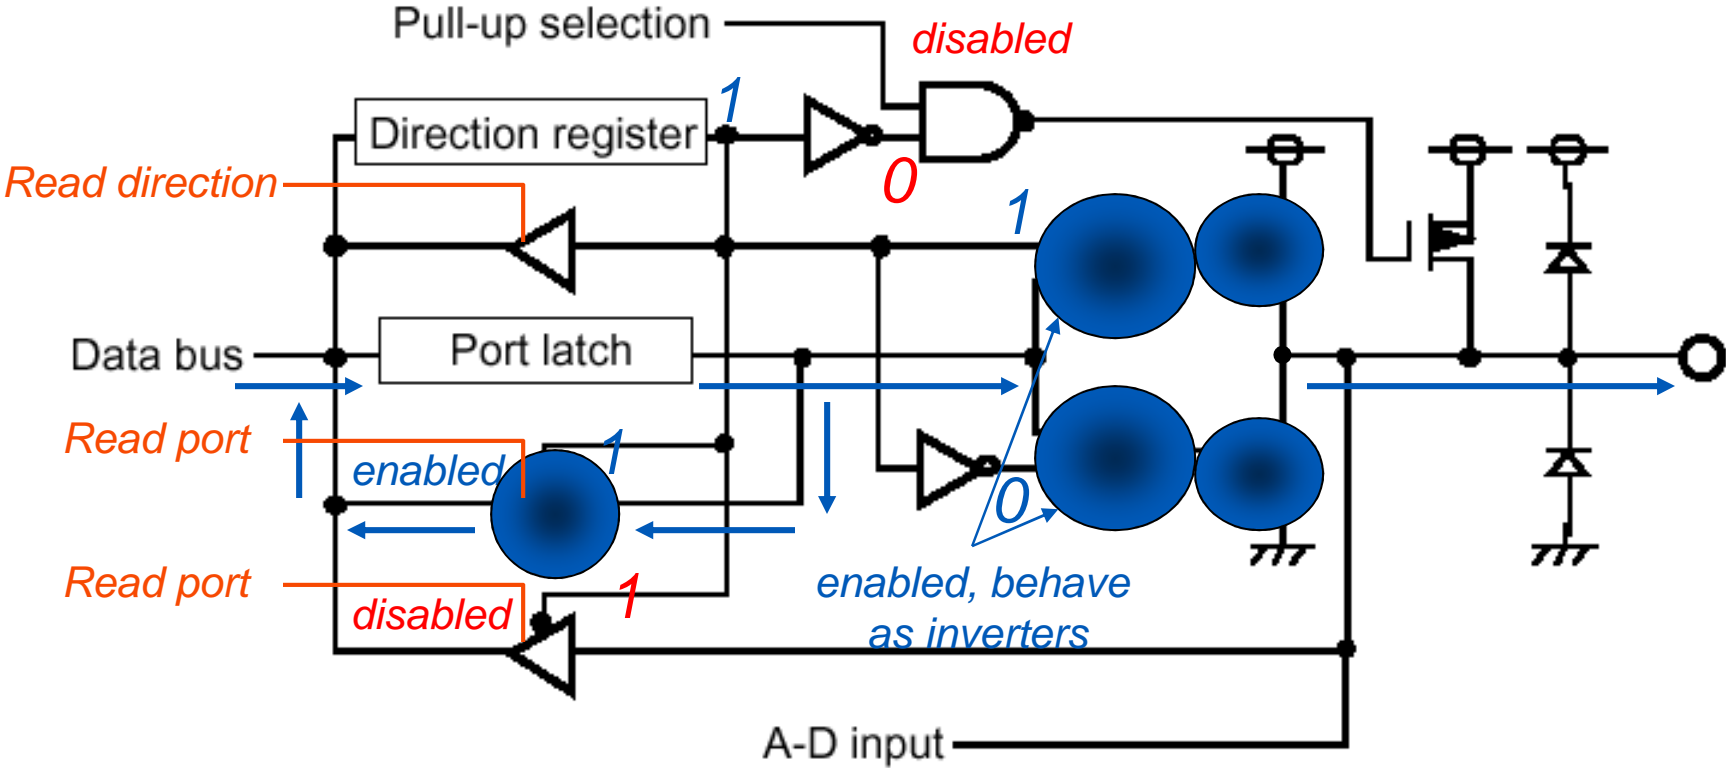 Pull-up selection
disabled
1
Direction register
Read direction
0
1
Port latch
Data bus
Read port
1
enabled
0
Read port
1
disabled
enabled, behave
as inverters
A-D input